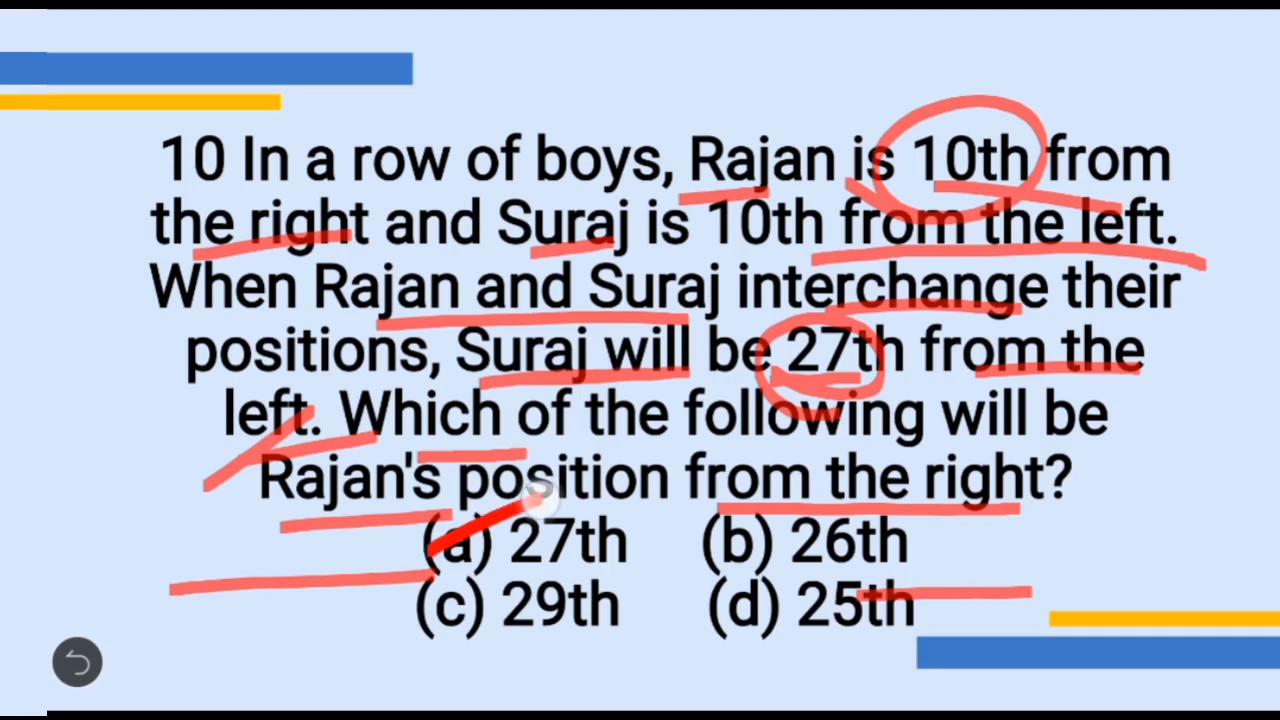 10 In a row of boys, Rajan is 10th from
the right and Suraj is 10th from the left.
When Rajan and Suraj interchange their
positions, Suraj will be 27th from the
left. Which of the following will be
Rajan's position from the right?
(a) 27th (b) 26th
(c) 29th (d) 25th